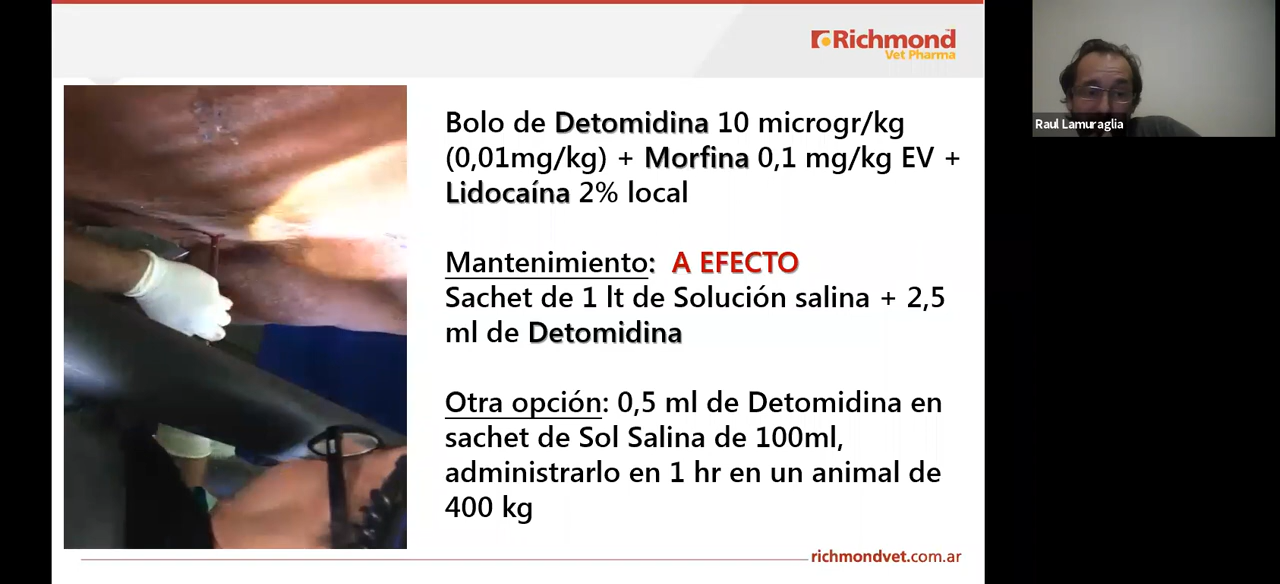 Richmond
Vet Pharma
Raul Lamuraglia
Bolo de Detomidina 10 microgr/kg
(0,01mg/kg) + Morfina 0,1 mg/kg EV +
Lidocaína 2% local
Mantenimiento: A EFECTO
Sachet de 1 lt de Solución salina + 2,5
ml de Detomidina
Otra opción: 0,5 ml de Detomidina en
sachet de Sol Salina de 100ml,
administrarlo en 1 hr en un animal de
400 kg
richmondvet.com.ar